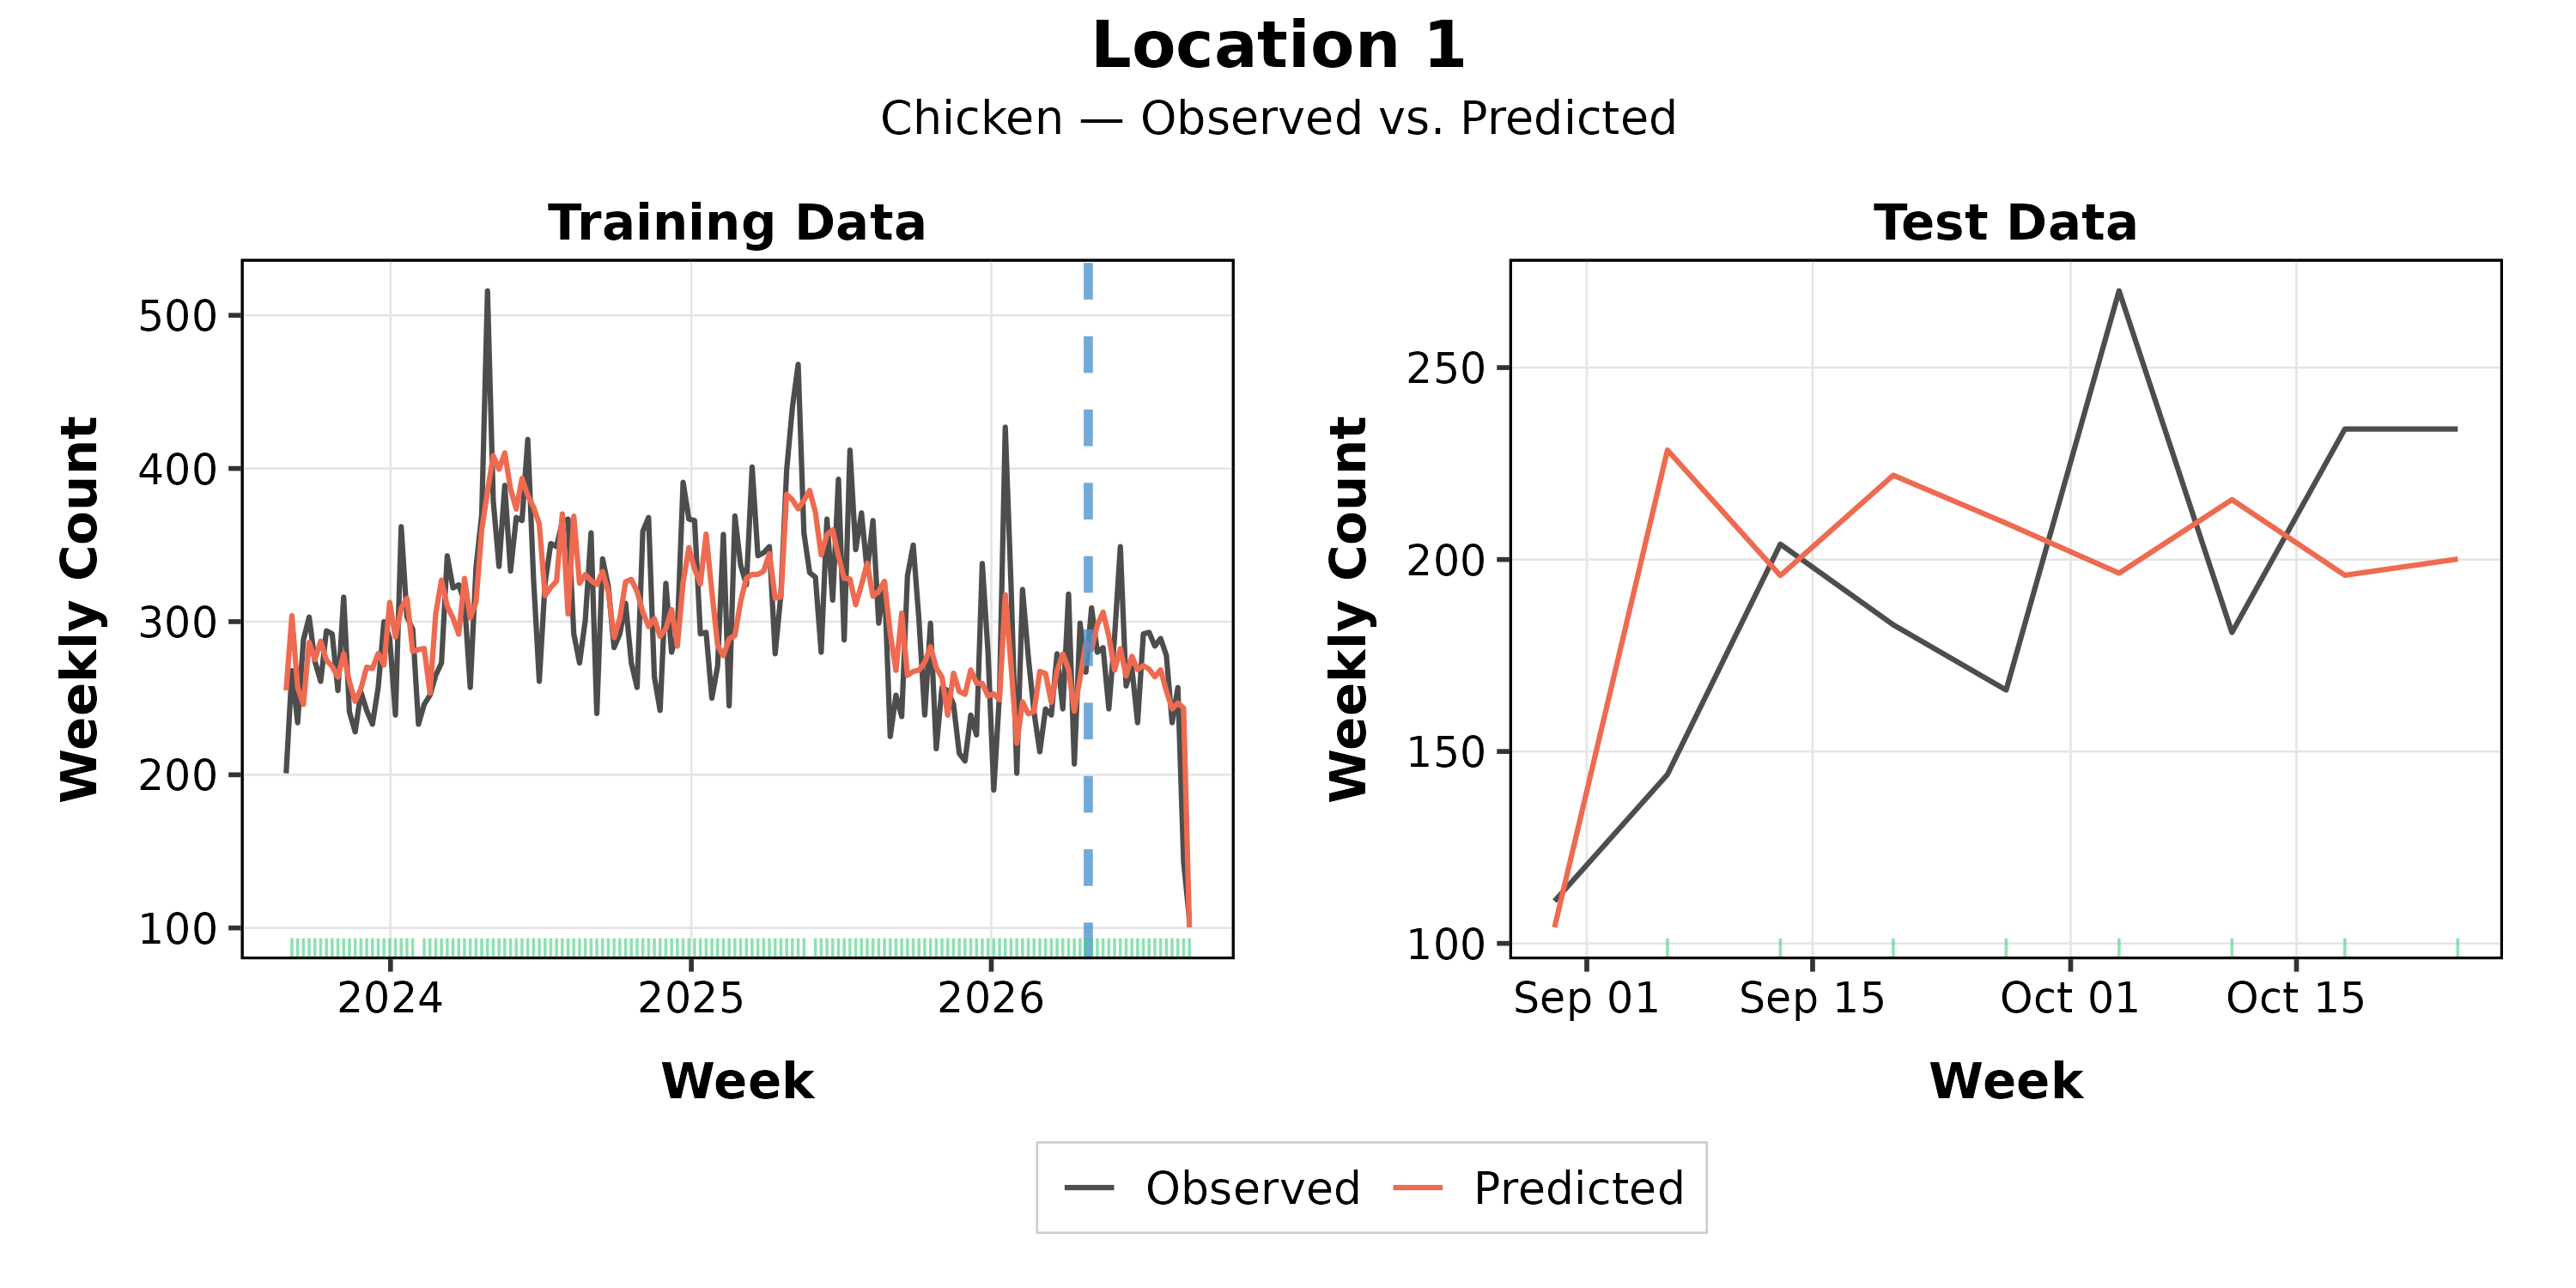 Location 1
Chicken — Observed vs. Predicted
Training Data
Weekly Count
500
400
300
200
100
2024 2025 2026
Week
Test Data
Weekly Count
250
200
150
100
Sep 01 Sep 15 Oct 01 Oct 15
Week
Observed Predicted